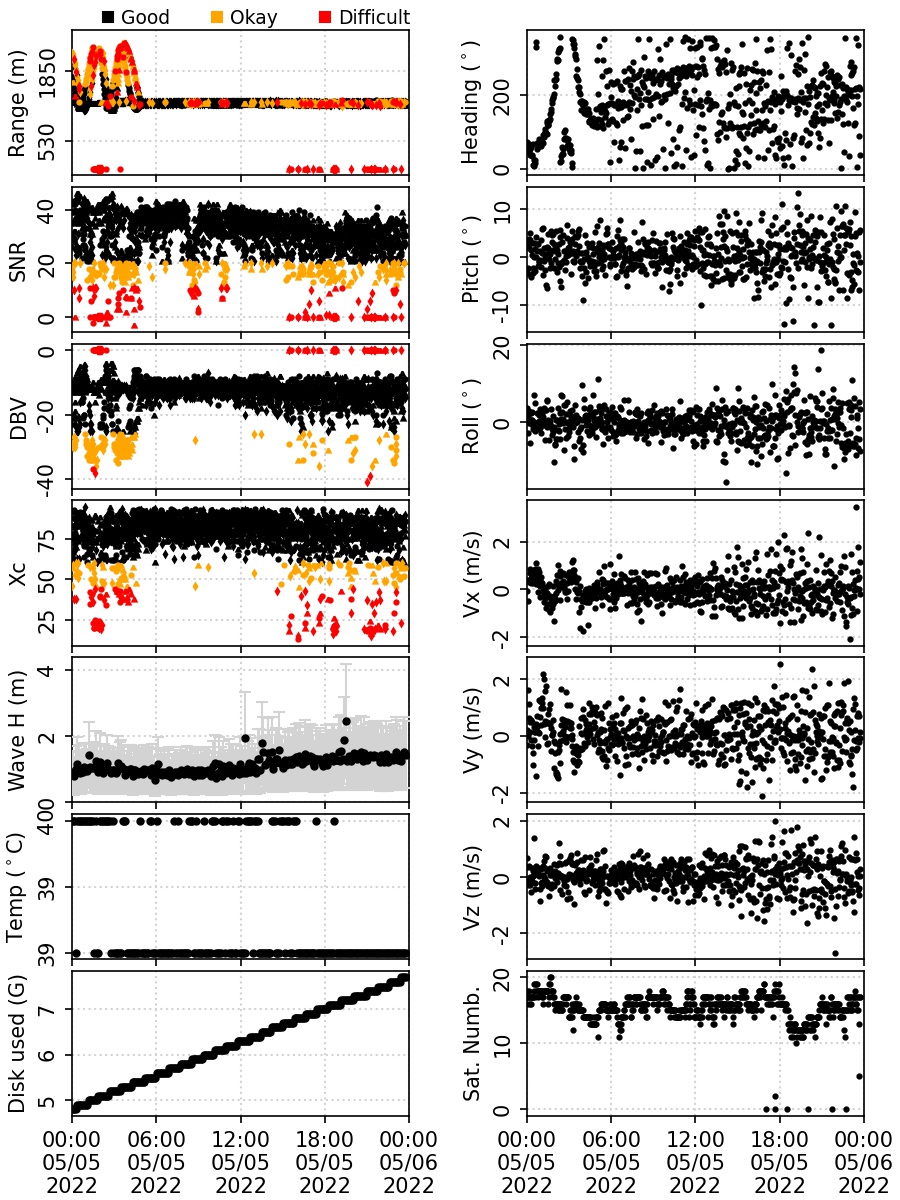 Good Okay Difficult
Range (m)
1850
530
SNR
40
20
0
DBV
0
-20
-40
Xc
75
50
25
Wave H (m)
4
2
0
Temp (°C)
40
39
39
Disk used (G)
7
6
5
00:00 06:00 12:00 18:00 00:00
05/05 05/05 05/05 05/05 05/06
2022 2022 2022 2022 2022
Heading (°)
200
0
Pitch (°)
10
0
-10
Roll (°)
20
0
Vx (m/s)
2
0
-2
Vy (m/s)
2
0
-2
Vz (m/s)
2
0
-2
Sat. Numb.
20
10
0
00:00 06:00 12:00 18:00 00:00
05/05 05/05 05/05 05/05 05/06
2022 2022 2022 2022 2022